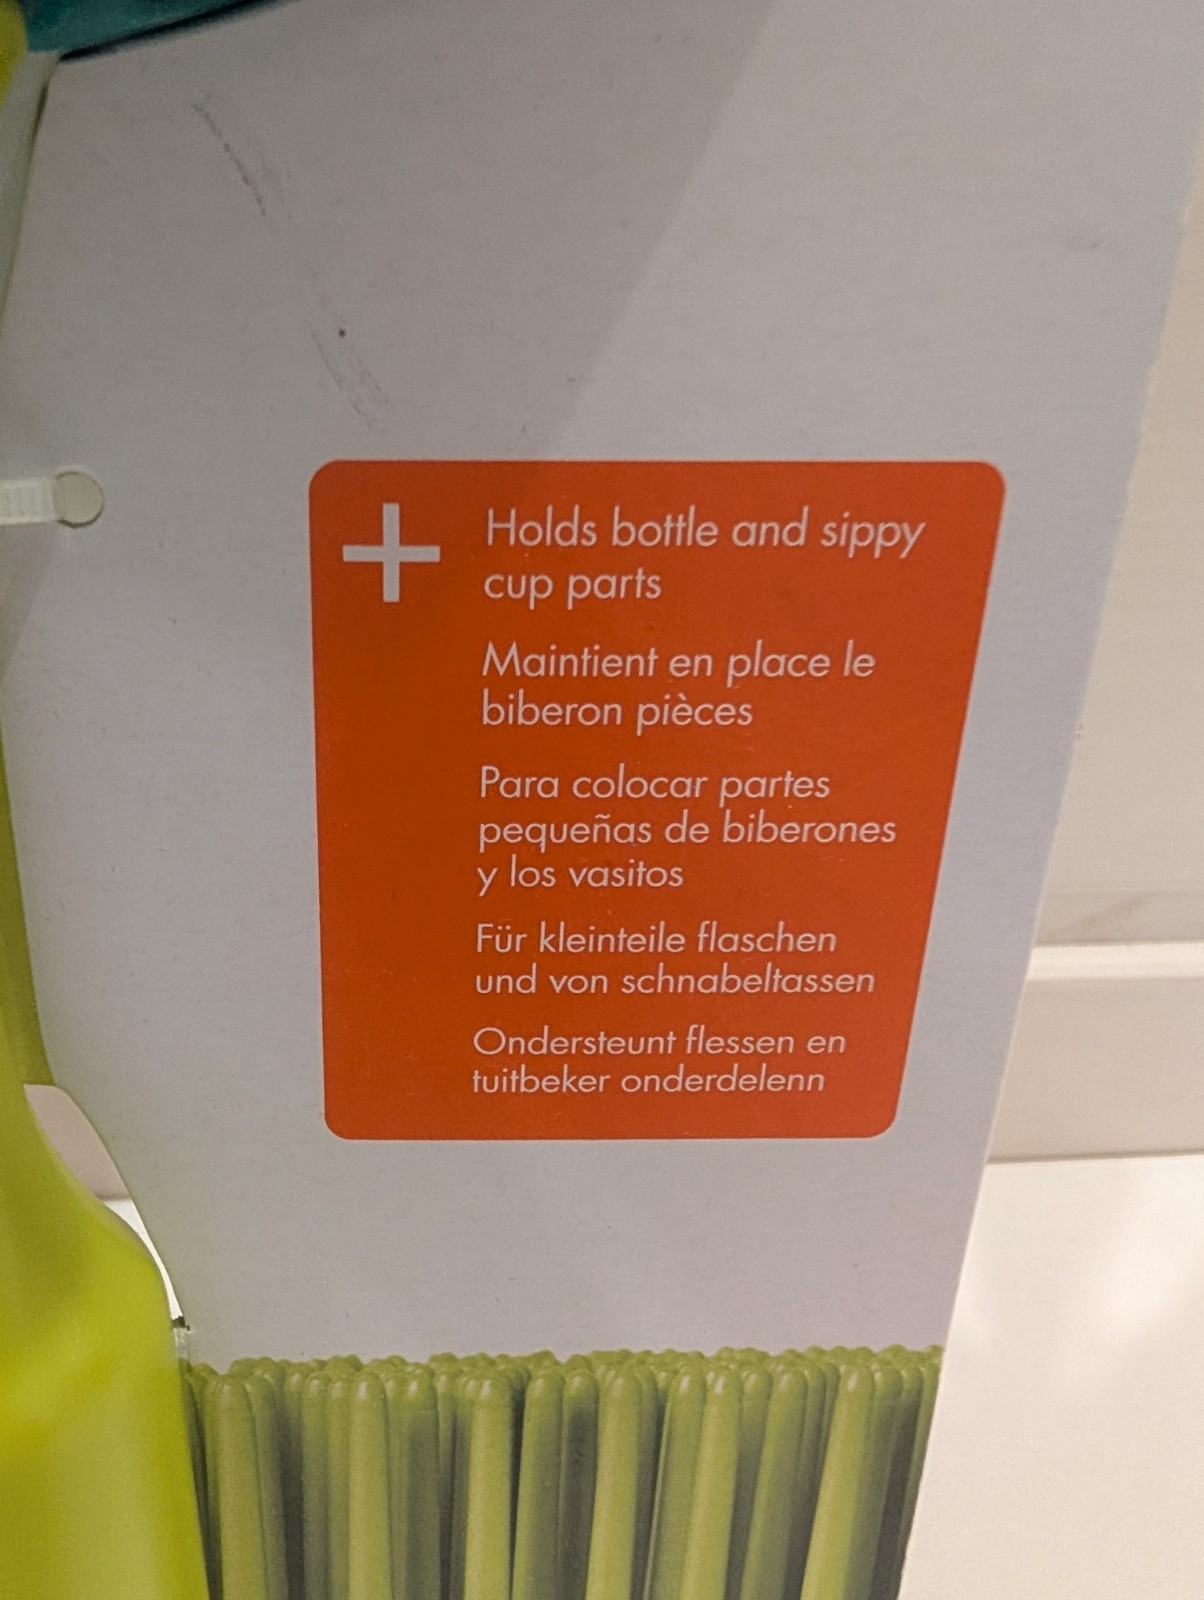 Holds bottle and sippy
cup parts
Maintient en place le
biberon pièces
Para colocar partes
pequeñas de biberones
y los vasitos
Für kleinteile flaschen
und von schnabeltassen
Ondersteunt flessen en
tuitbeker onderdelenn